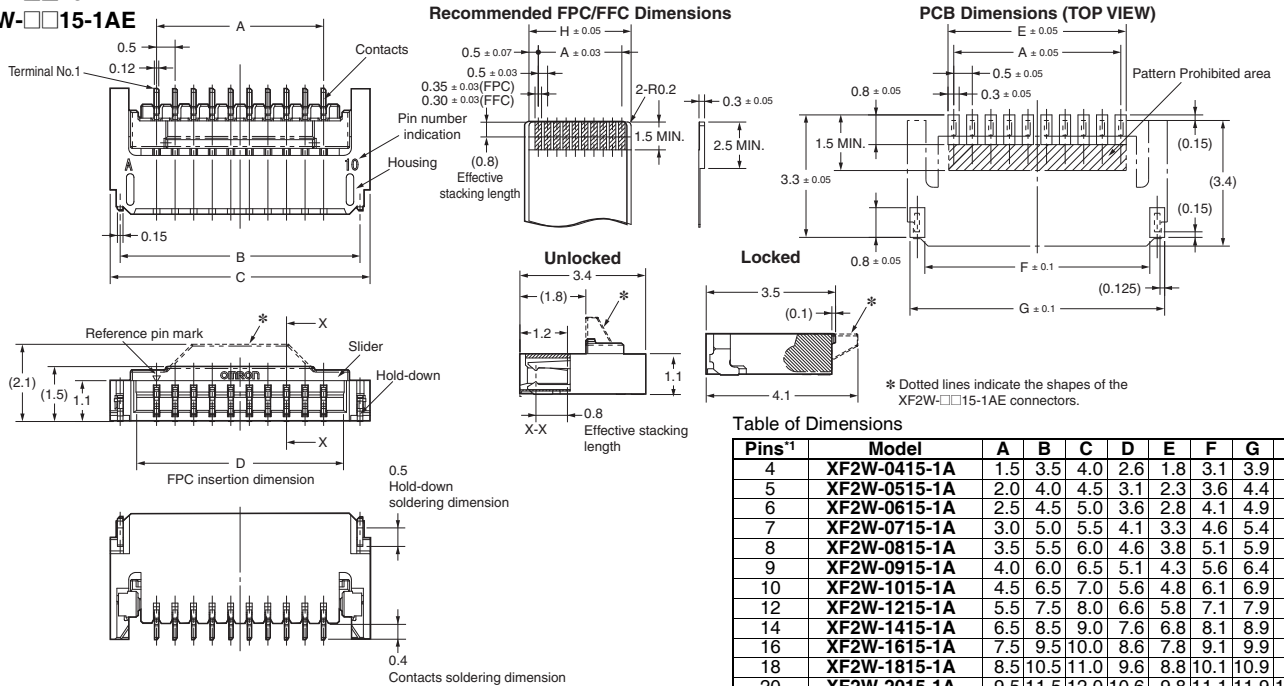 W-□□15-1AE
A
0.5
0.12
Terminal No.1
Contacts
Pin number
indication
Housing
A
10
0.15
B
C
Recommended FPC/FFC Dimensions
H ± 0.05
0.5 ± 0.07
A ± 0.03
0.5 ± 0.03
0.35 ± 0.03(FPC)
0.30 ± 0.03(FFC)
2-R0.2
0.3 ± 0.05
1.5 MIN.
2.5 MIN.
(0.8)
Effective
stacking length
PCB Dimensions (TOP VIEW)
E ± 0.05
A ± 0.05
0.5 ± 0.05
Pattern Prohibited area
0.8 ± 0.05
0.3 ± 0.05
1.5 MIN.
(0.15)
3.3 ± 0.05
(3.4)
(0.15)
0.8 ± 0.05
F ± 0.1
(0.125)
G ± 0.1
Unlocked
3.4
(1.8)
*
1.2
1.1
0.8
X-X
Effective stacking
length
Locked
3.5
(0.1)
*
4.1
* Dotted lines indicate the shapes of the
XF2W-□□15-1AE connectors.
Reference pin mark
*
X
Slider
omron
Hold-down
(2.1)
(1.5)
1.1
X
D
FPC insertion dimension
0.5
Hold-down
soldering dimension
0.4
Contacts soldering dimension
Table of Dimensions
Pins*1 Model A B C D E F G
4 XF2W-0415-1A 1.5 3.5 4.0 2.6 1.8 3.1 3.9
5 XF2W-0515-1A 2.0 4.0 4.5 3.1 2.3 3.6 4.4
6 XF2W-0615-1A 2.5 4.5 5.0 3.6 2.8 4.1 4.9
7 XF2W-0715-1A 3.0 5.0 5.5 4.1 3.3 4.6 5.4
8 XF2W-0815-1A 3.5 5.5 6.0 4.6 3.8 5.1 5.9
9 XF2W-0915-1A 4.0 6.0 6.5 5.1 4.3 5.6 6.4
10 XF2W-1015-1A 4.5 6.5 7.0 5.6 4.8 6.1 6.9
12 XF2W-1215-1A 5.5 7.5 8.0 6.6 5.8 7.1 7.9
14 XF2W-1415-1A 6.5 8.5 9.0 7.6 6.8 8.1 8.9
16 XF2W-1615-1A 7.5 9.5 10.0 8.6 7.8 9.1 9.9
18 XF2W-1815-1A 8.5 10.5 11.0 9.6 8.8 10.1 10.9
20 XF2W-2015-1A 9.5 11.5 12.0 10.6 9.8 11.1 11.9